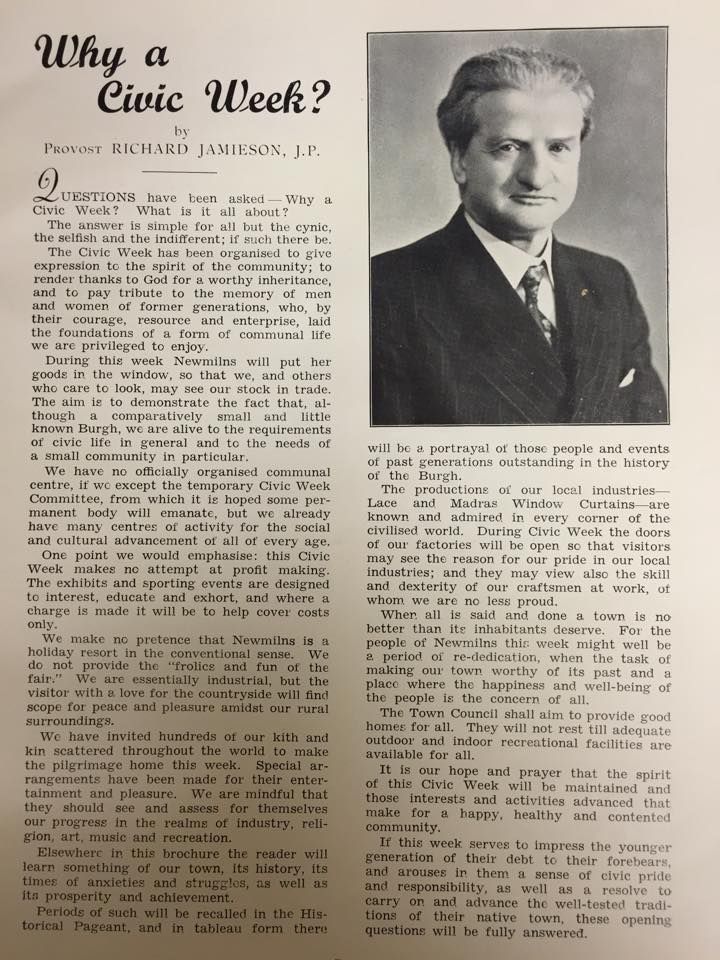 Why a
Civic Week?
by
PROVOST RICHARD JAMIESON, J.P.
QUESTIONS have been asked — Why a
Civic Week? What is it all about?
The answer is simple for all but the cynic,
the selfish and the indifferent; if such there be.
The Civic Week has been organised to give
expression to the spirit of the community; to
render thanks to God for a worthy inheritance,
and to pay tribute to the memory of men
and women of former generations, who, by
their courage, resource and enterprise, laid
the foundations of a form of communal life
we are privileged to enjoy.
During this week Newmilns will put her
goods in the window, so that we, and others
who care to look, may see our stock in trade.
The aim is to demonstrate the fact that, al-
though a comparatively small and little
known Burgh, we are alive to the requirements
of civic life in general and to the needs of
a small community in particular.
We have no officially organised communal
centre, if we except the temporary Civic Week
Committee, from which it is hoped some per-
manent body will emanate, but we already
have many centres of activity for the social
and cultural advancement of all of every age.
One point we would emphasise: this Civic
Week makes no attempt at profit making.
The exhibits and sporting events are designed
to interest, educate and exhort, and where a
charge is made it will be to help cover costs
only.
We make no pretence that Newmilns is a
holiday resort in the conventional sense. We
do not provide the "frolics and fun of the
fair." We are essentially industrial, but the
visitor with a love for the countryside will find
scope for peace and pleasure amidst our rural
surroundings.
We have invited hundreds of our kith and
kin scattered throughout the world to make
the pilgrimage home this week. Special ar-
rangements have been made for their enter-
tainment and pleasure. We are mindful that
they should see and assess for themselves
our progress in the realms of industry, reli-
gion, art, music and recreation.
Elsewhere in this brochure the reader will
learn something of our town, its history, its
times of anxieties and struggles, as well as
its prosperity and achievement.
Periods of such will be recalled in the His-
torical Pageant, and in tableau form there
will be a portrayal of those people and events
of past generations outstanding in the history
of the Burgh.
The productions of our local industries—
Lace and Madras Window Curtains—are
known and admired in every corner of the
civilised world. During Civic Week the doors
of our factories will be open so that visitors
may see the reason for our pride in our local
industries; and they may view also the skill
and dexterity of our craftsmen at work, of
whom we are no less proud.
When all is said and done a town is no
better than its inhabitants deserve. For the
people of Newmilns this week might well be
a period of re-dedication, when the task of
making our town worthy of its past and a
place where the happiness and well-being of
the people is the concern of all.
The Town Council shall aim to provide good
homes for all. They will not rest till adequate
outdoor and indoor recreational facilities are
available for all.
It is our hope and prayer that the spirit
of this Civic Week will be maintained and
those interests and activities advanced that
make for a happy, healthy and contented
community.
If this week serves to impress the younger
generation of their debt to their forebears,
and arouses in them a sense of civic pride
and responsibility, as well as a resolve to
carry on and advance the well-tested tradi-
tions of their native town, these opening
questions will be fully answered.